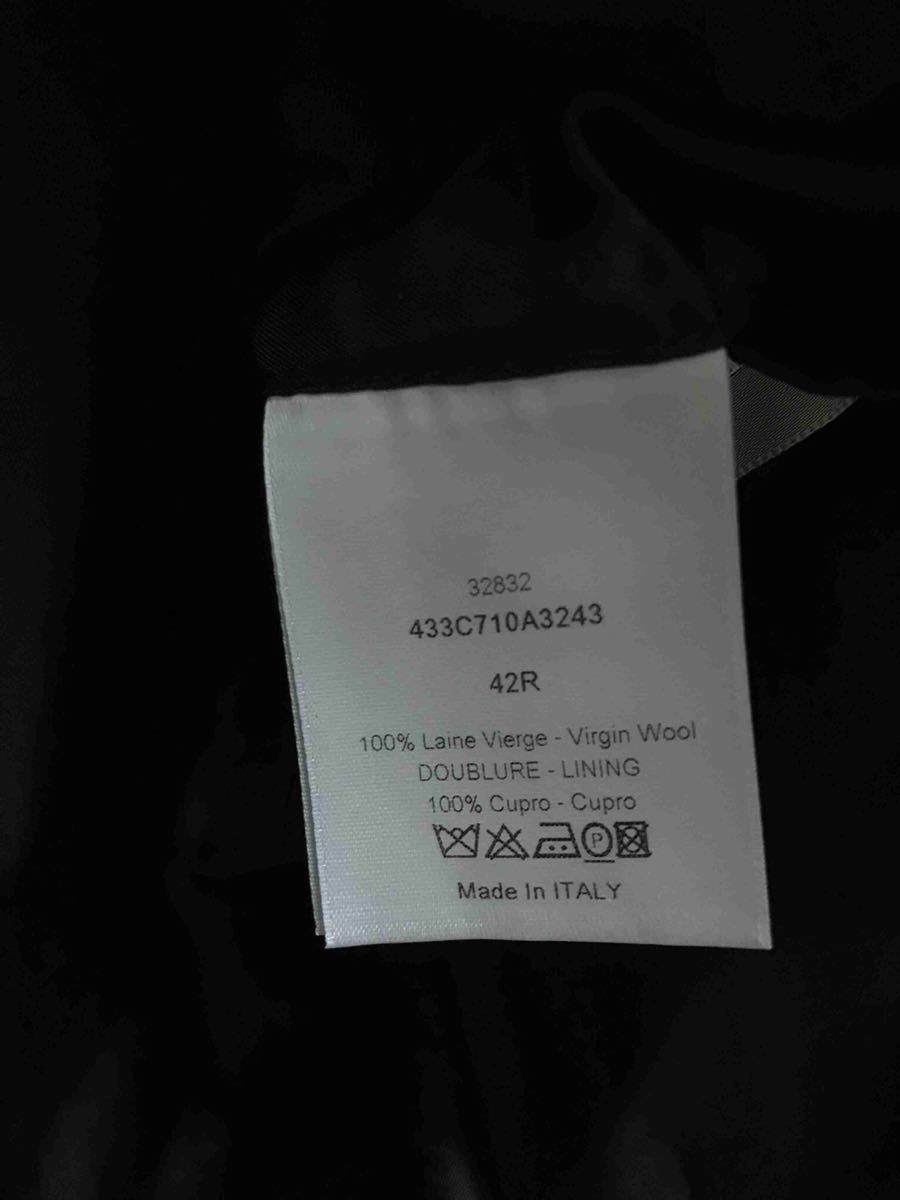 32832
433C710A3243
42R
100% Laine Vierge - Virgin Wool
DOUBLURE - LINING
100% Cupro - Cupro
P
Made In ITALY